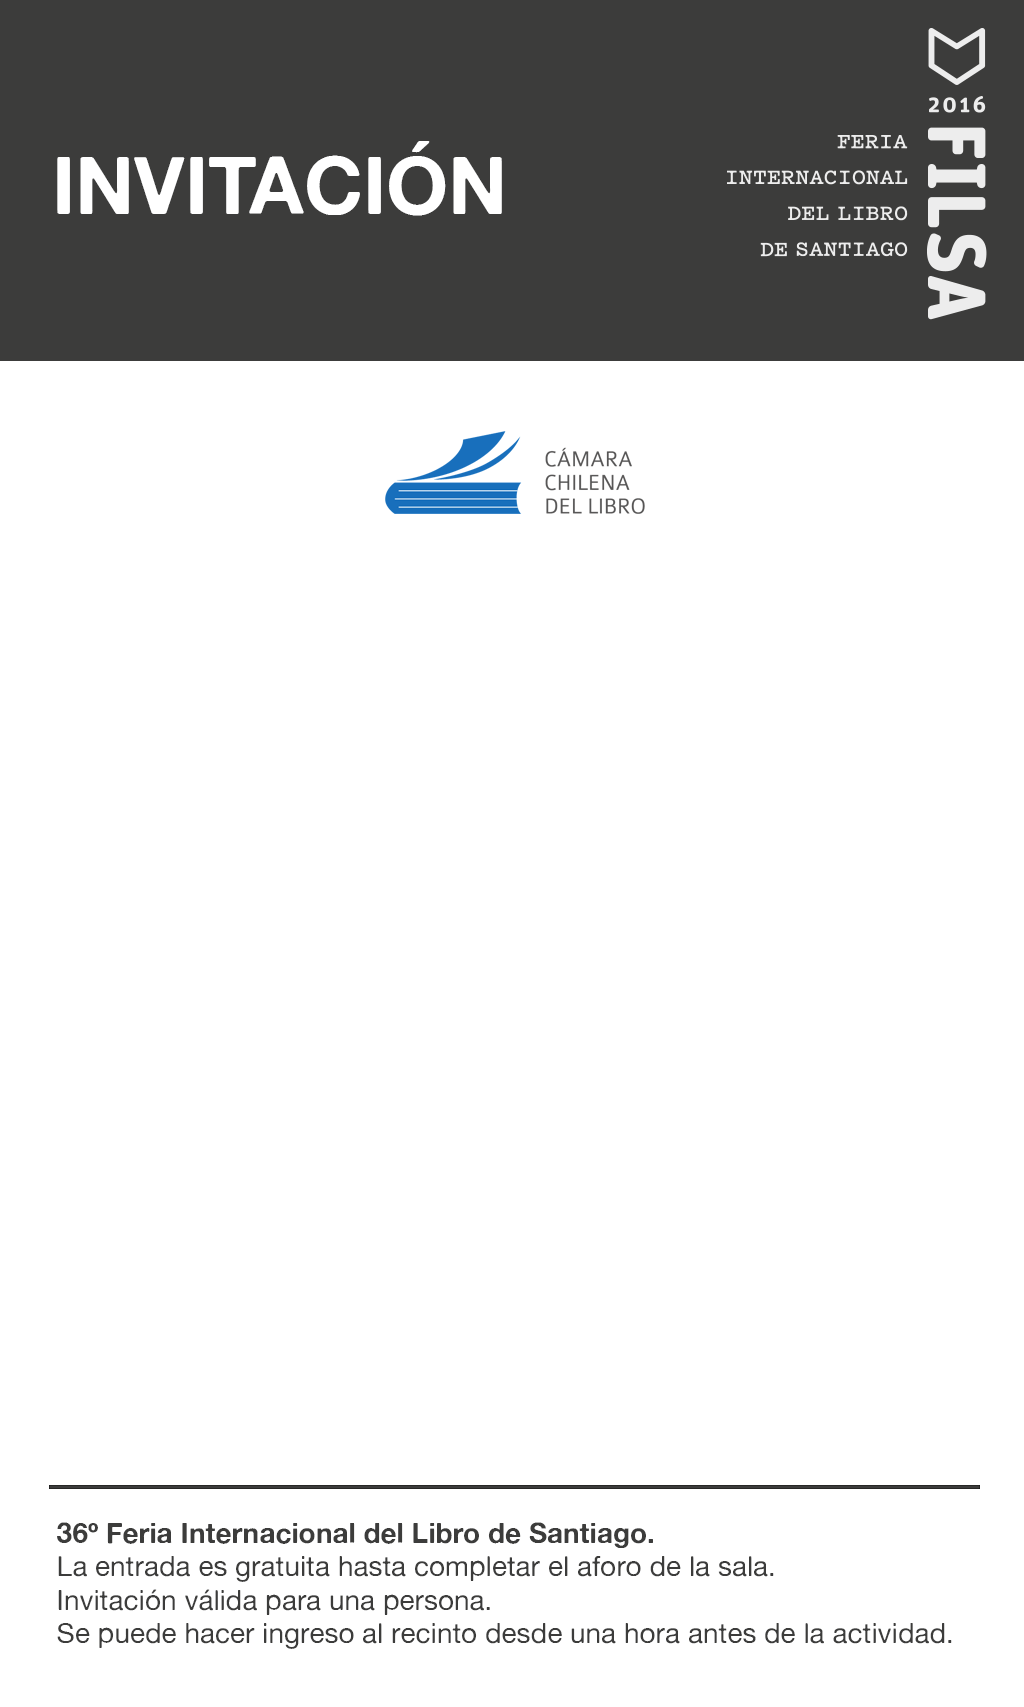 INVITACIÓN
2016
FILSA
FERIA
INTERNACIONAL
DEL LIBRO
DE SANTIAGO
CÁMARA
CHILENA
DEL LIBRO
36º Feria Internacional del Libro de Santiago.
La entrada es gratuita hasta completar el aforo de la sala.
Invitación válida para una persona.
Se puede hacer ingreso al recinto desde una hora antes de la actividad.